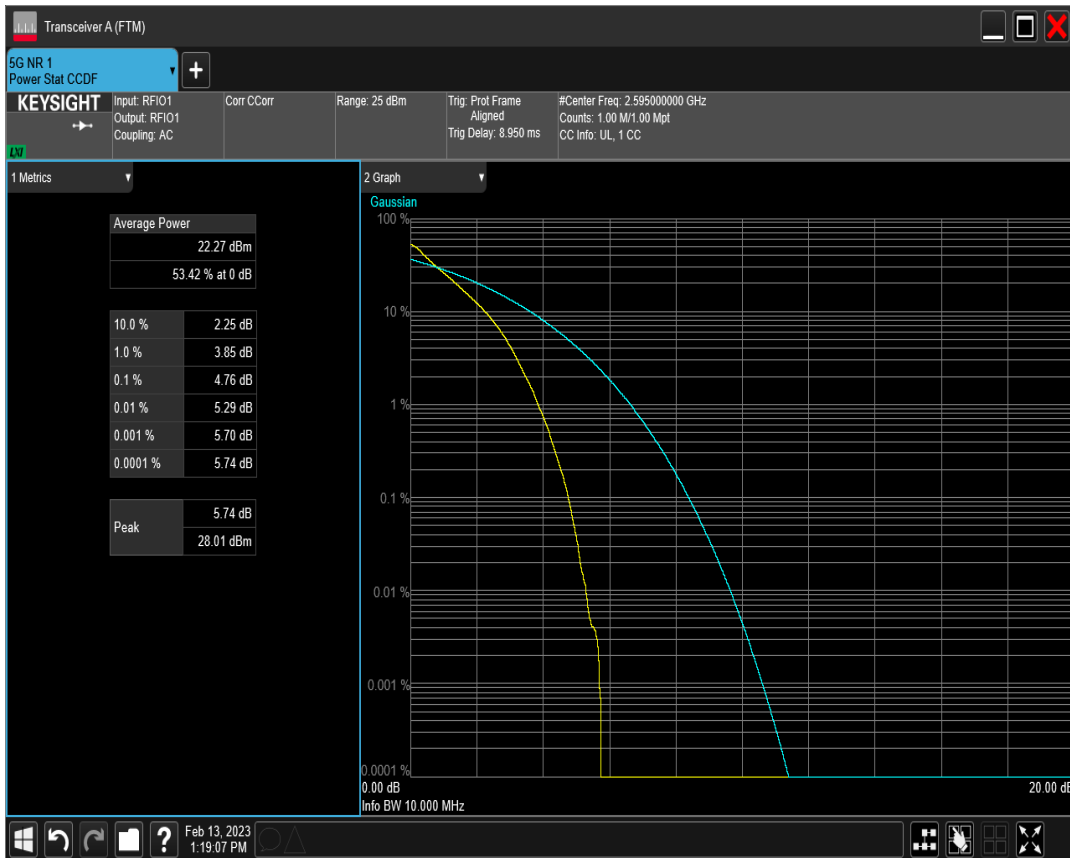 Transceiver A (FTM)
5G NR 1
Power Stat CCDF
+
KEYSIGHT
LXI
Input: RFIO1
Output: RFIO1
Coupling: AC
Corr CCorr
Range: 25 dBm
Trig: Prot Frame
Aligned
Trig Delay: 8.950 ms
#Center Freq: 2.595000000 GHz
Counts: 1.00 M/1.00 Mpt
CC Info: UL, 1 CC
1 Metrics
Average Power
22.27 dBm
53.42 % at 0 dB
10.0 % 2.25 dB
1.0 % 3.85 dB
0.1 % 4.76 dB
0.01 % 5.29 dB
0.001 % 5.70 dB
0.0001 % 5.74 dB
Peak 5.74 dB
28.01 dBm
2 Graph
Gaussian
100 %
10 %
1 %
0.1 %
0.01 %
0.001 %
0.0001 %
0.00 dB 20.00 dB
Info BW 10.000 MHz
? Feb 13, 2023
1:19:07 PM